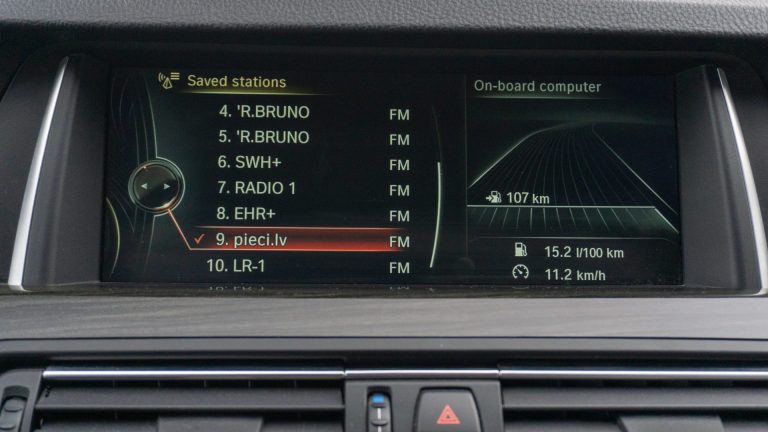 Saved stations
4. 'R.BRUNO FM
5. 'R.BRUNO FM
6. SWH+ FM
7. RADIO 1 FM
8. EHR+ FM
9. pieci.lv FM
10. LR-1 FM
On-board computer
107 km
15.2 l/100 km
11.2 km/h